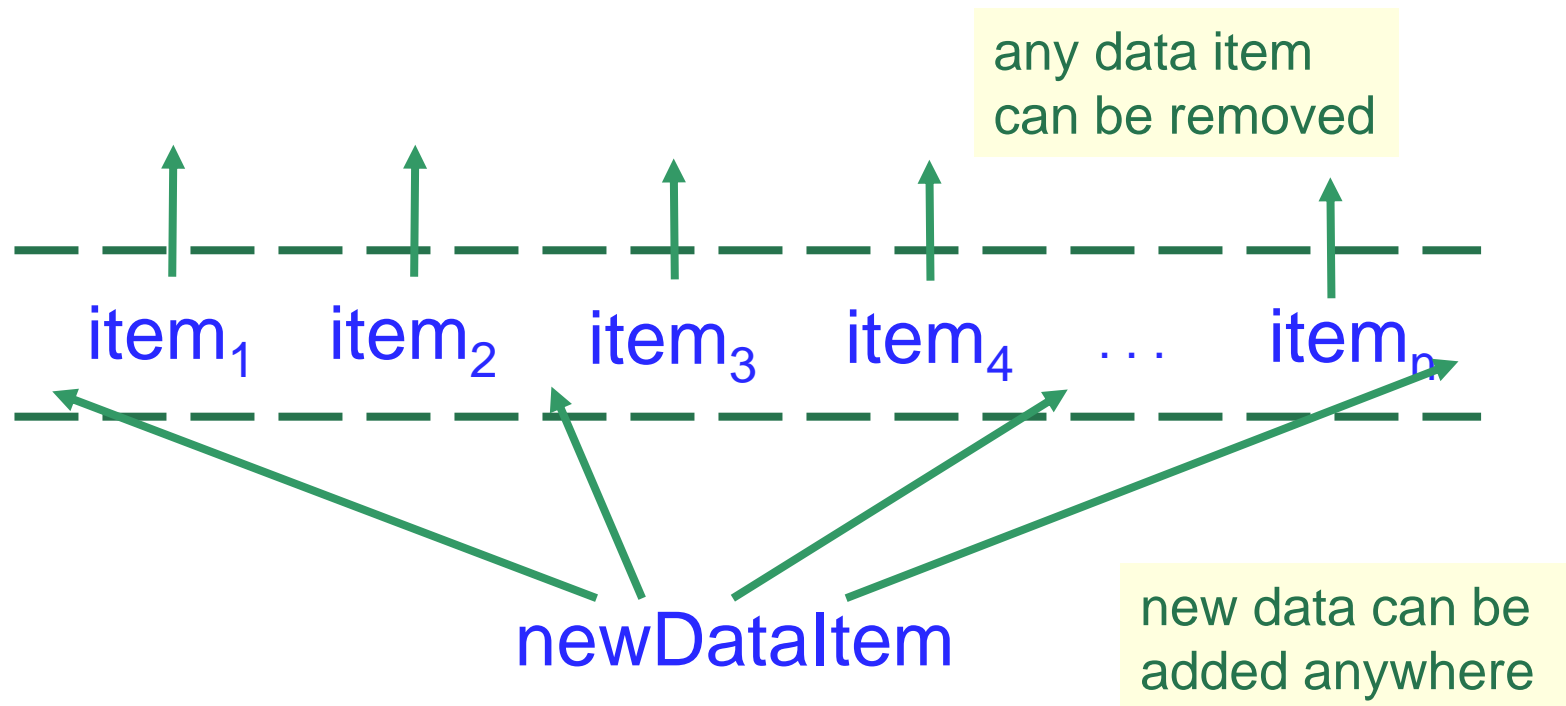 any data item
can be removed
item₁ item₂ item₃ item₄ . . . itemₙ
newDataItem
new data can be
added anywhere